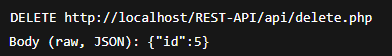 DELETE http://localhost/REST-API/api/delete.php
Body (raw, JSON): {"id":5}